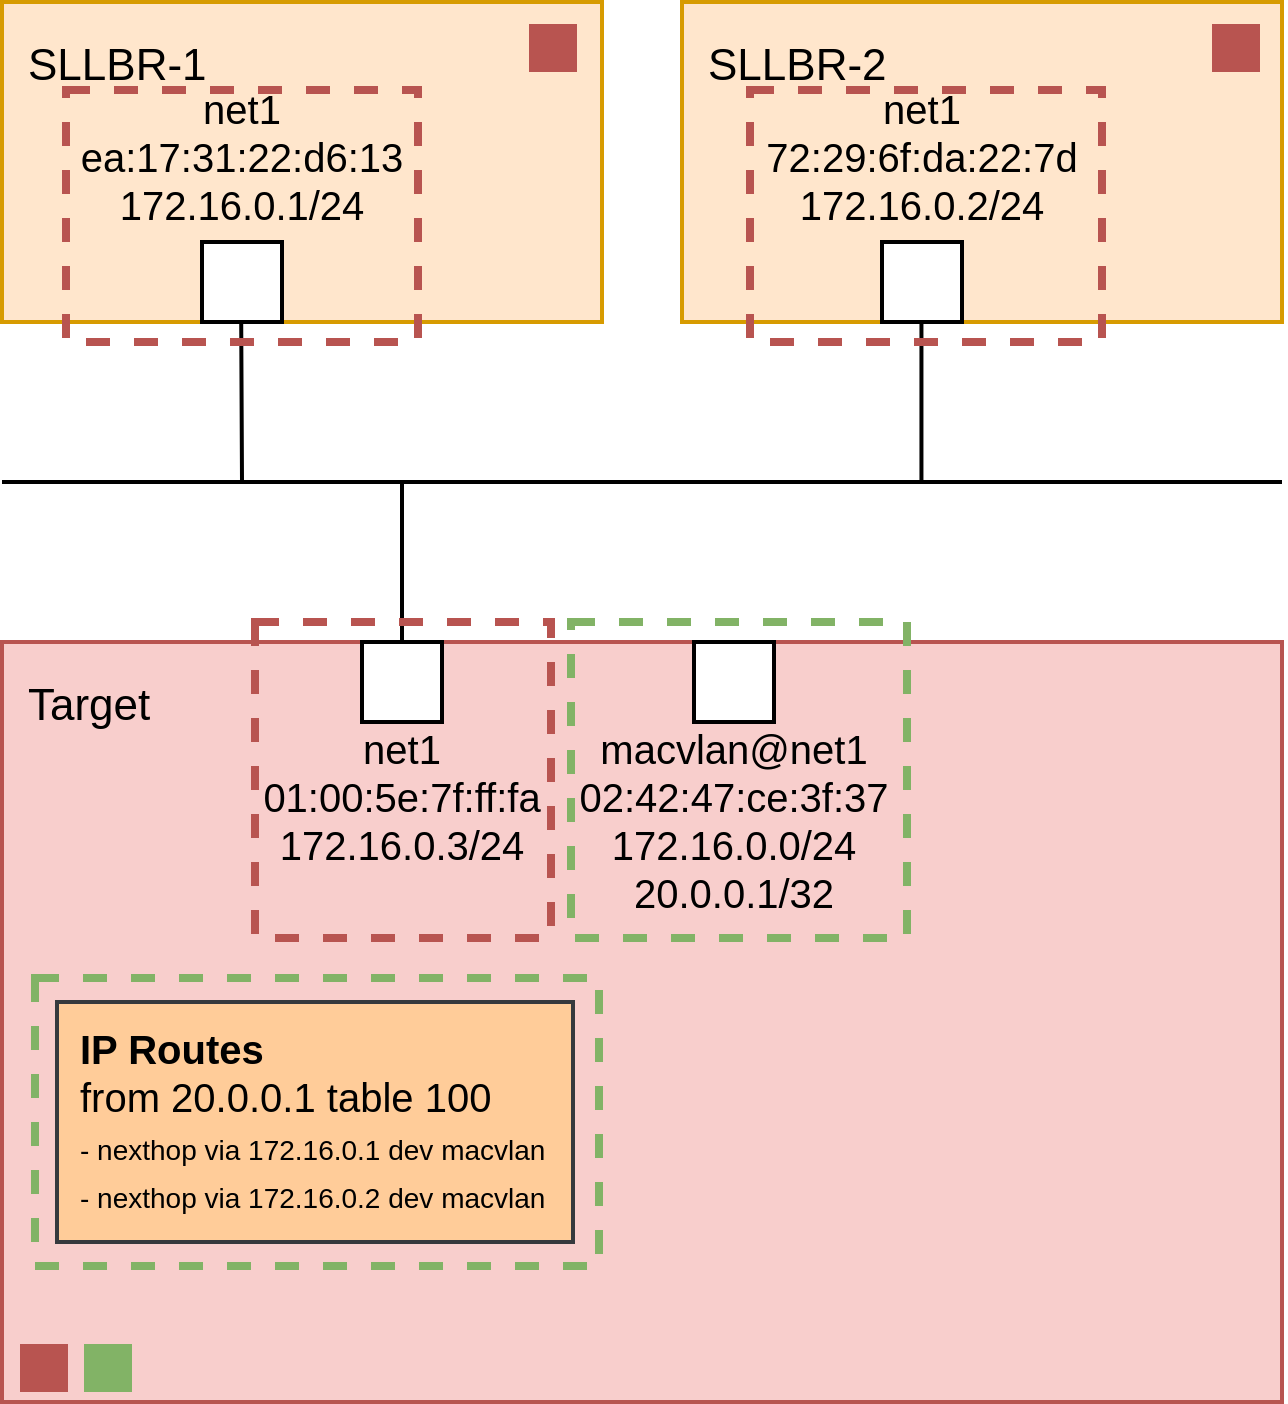 SLLBR-1
net1
ea:17:31:22:d6:13
172.16.0.1/24
SLLBR-2
net1
72:29:6f:da:22:7d
172.16.0.2/24
Target
net1
01:00:5e:7f:ff:fa
172.16.0.3/24
macvlan@net1
02:42:47:ce:3f:37
172.16.0.0/24
20.0.0.1/32
IP Routes
from 20.0.0.1 table 100
- nexthop via 172.16.0.1 dev macvlan
- nexthop via 172.16.0.2 dev macvlan